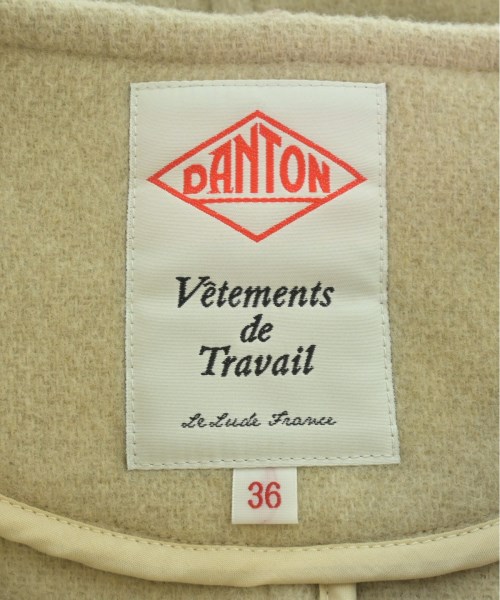 DANTON
Vêtements
de
Travail
Le Lude France
36